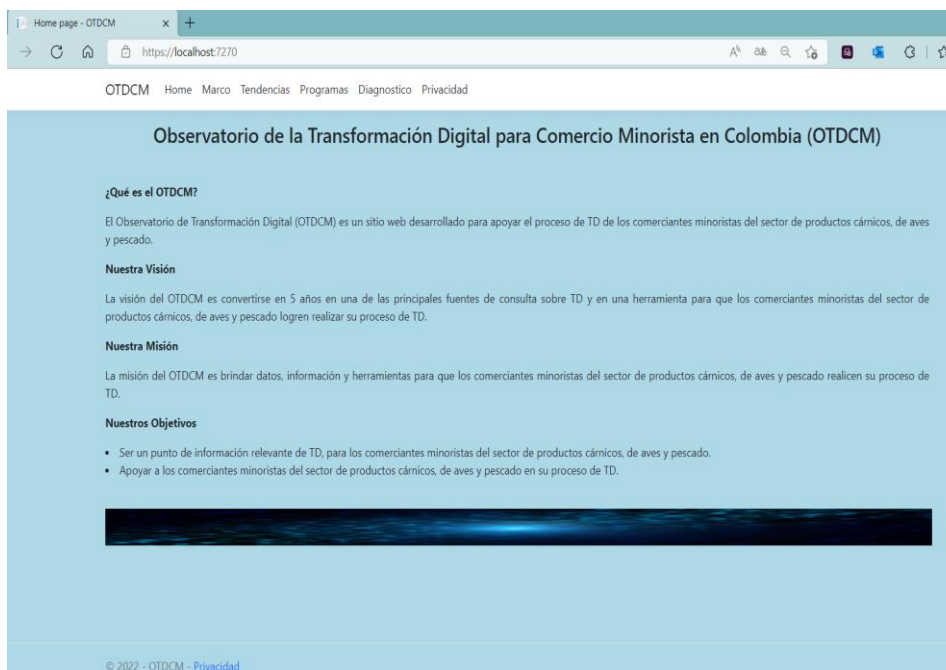 Home page - OTDCM
https://localhost:7270
OTDCM Home Marco Tendencias Programas Diagnostico Privacidad
Observatorio de la Transformación Digital para Comercio Minorista en Colombia (OTDCM)
¿Qué es el OTDCM?
El Observatorio de Transformación Digital (OTDCM) es un sitio web desarrollado para apoyar el proceso de TD de los comerciantes minoristas del sector de productos cárnicos, de aves
y pescado.
Nuestra Visión
La visión del OTDCM es convertirse en 5 años en una de las principales fuentes de consulta sobre TD y en una herramienta para que los comerciantes minoristas del sector de
productos cárnicos, de aves y pescado logren realizar su proceso de TD.
Nuestra Misión
La misión del OTDCM es brindar datos, información y herramientas para que los comerciantes minoristas del sector de productos cárnicos, de aves y pescado realicen su proceso de
TD.
Nuestros Objetivos
• Ser un punto de información relevante de TD, para los comerciantes minoristas del sector de productos cárnicos, de aves y pescado.
• Apoyar a los comerciantes minoristas del sector de productos cárnicos, de aves y pescado en su proceso de TD.
© 2022 - OTDCM - Privacidad